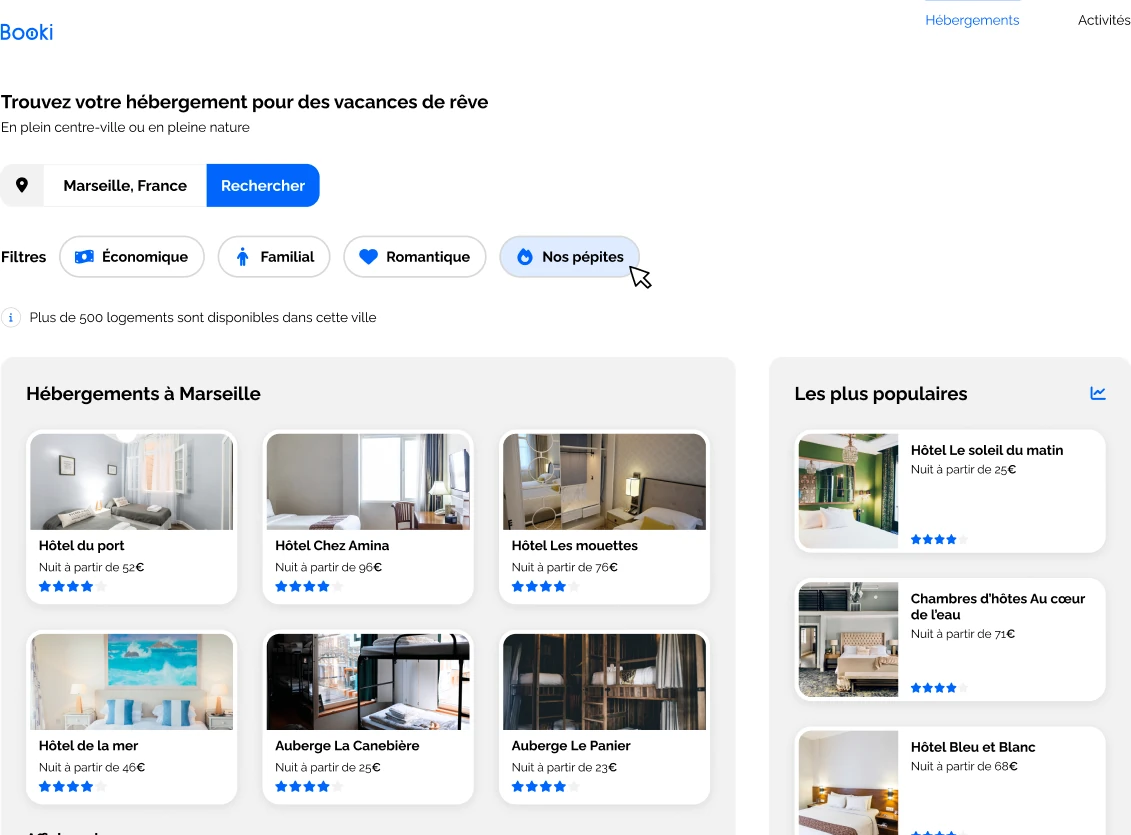 Booki
Hébergements
Activités
Trouvez votre hébergement pour des vacances de rêve
En plein centre-ville ou en pleine nature
Marseille, France
Rechercher
Filtres
Économique
Familial
Romantique
Nos pépites
i
Plus de 500 logements sont disponibles dans cette ville
Hébergements à Marseille
Hôtel du port
Nuit à partir de 52€
Hôtel Chez Amina
Nuit à partir de 96€
Hôtel Les mouettes
Nuit à partir de 76€
Hôtel de la mer
Nuit à partir de 46€
Auberge La Canebière
Nuit à partir de 25€
Auberge Le Panier
Nuit à partir de 23€
Les plus populaires
Hôtel Le soleil du matin
Nuit à partir de 25€
Chambres d'hôtes Au cœur
de l'eau
Nuit à partir de 71€
Hôtel Bleu et Blanc
Nuit à partir de 68€